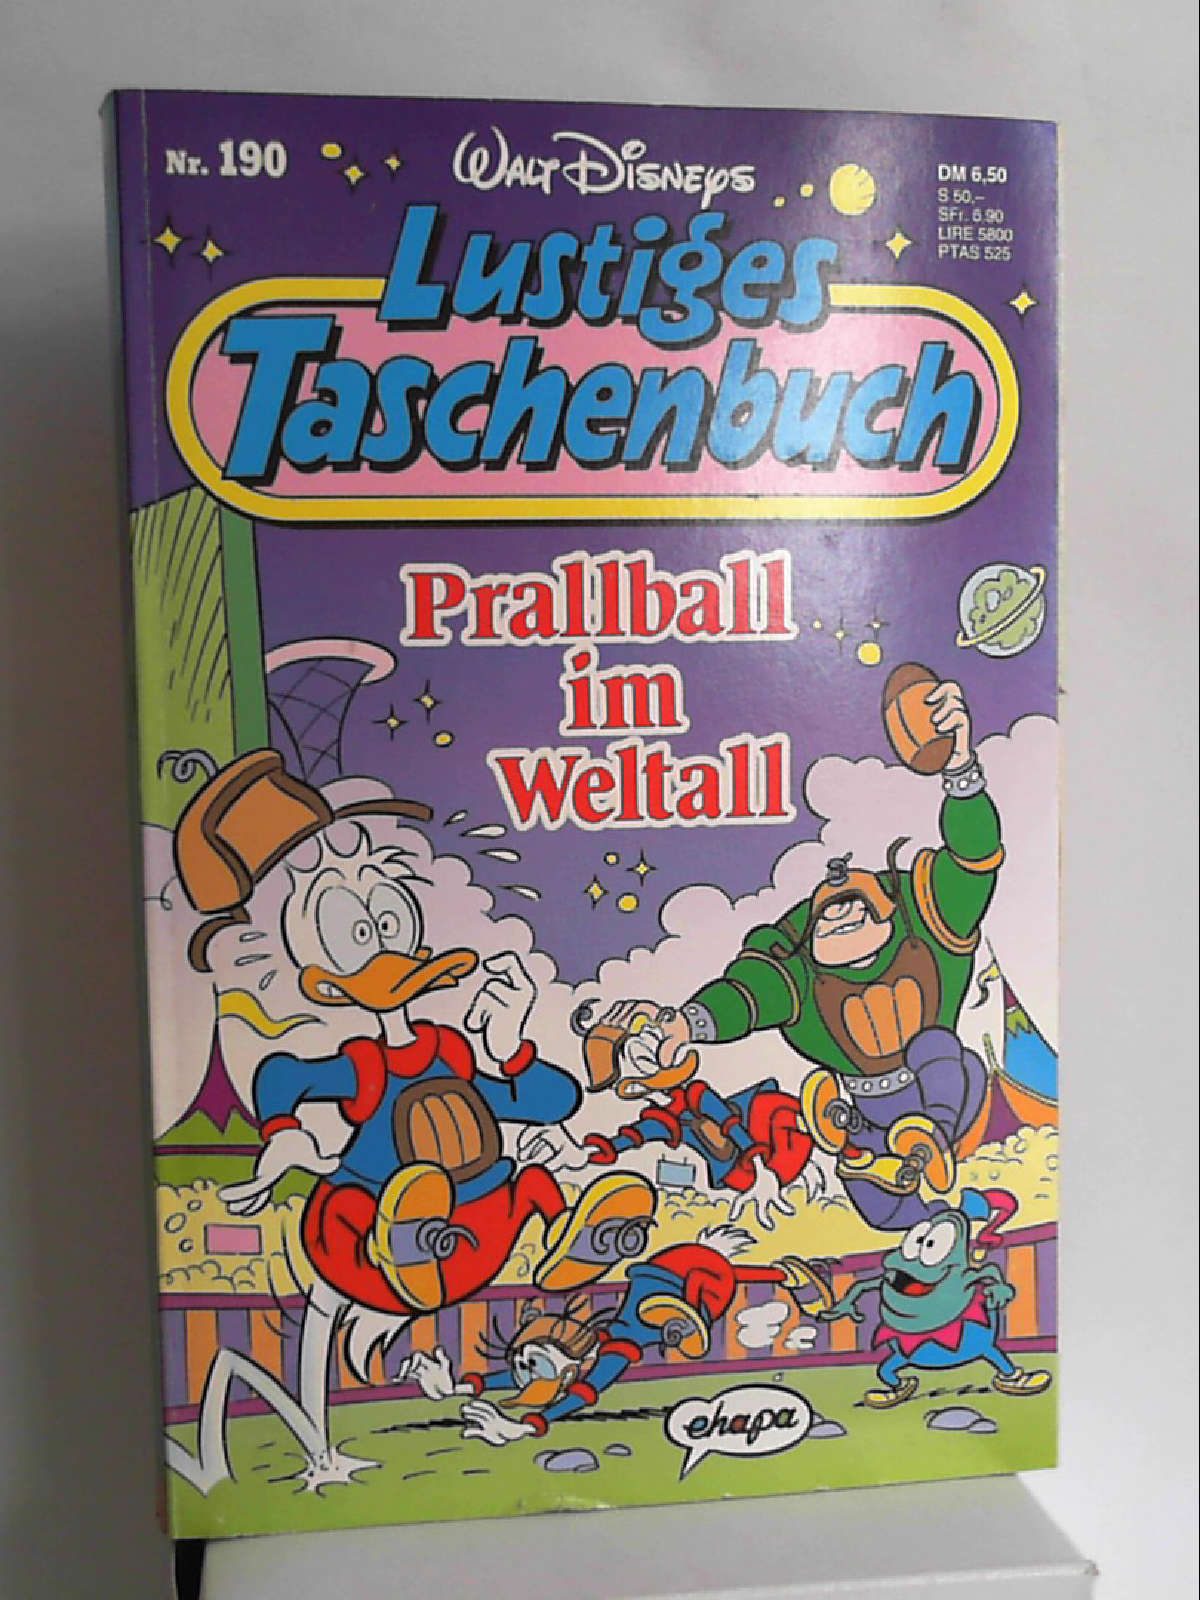 Nr. 190
WALT DISNEYS
DM 6,50
S 50,–
SFr. 6.90
LIRE 5800
PTAS 525
Lustiges
Taschenbuch
Prallball
im
Weltall
ehapa